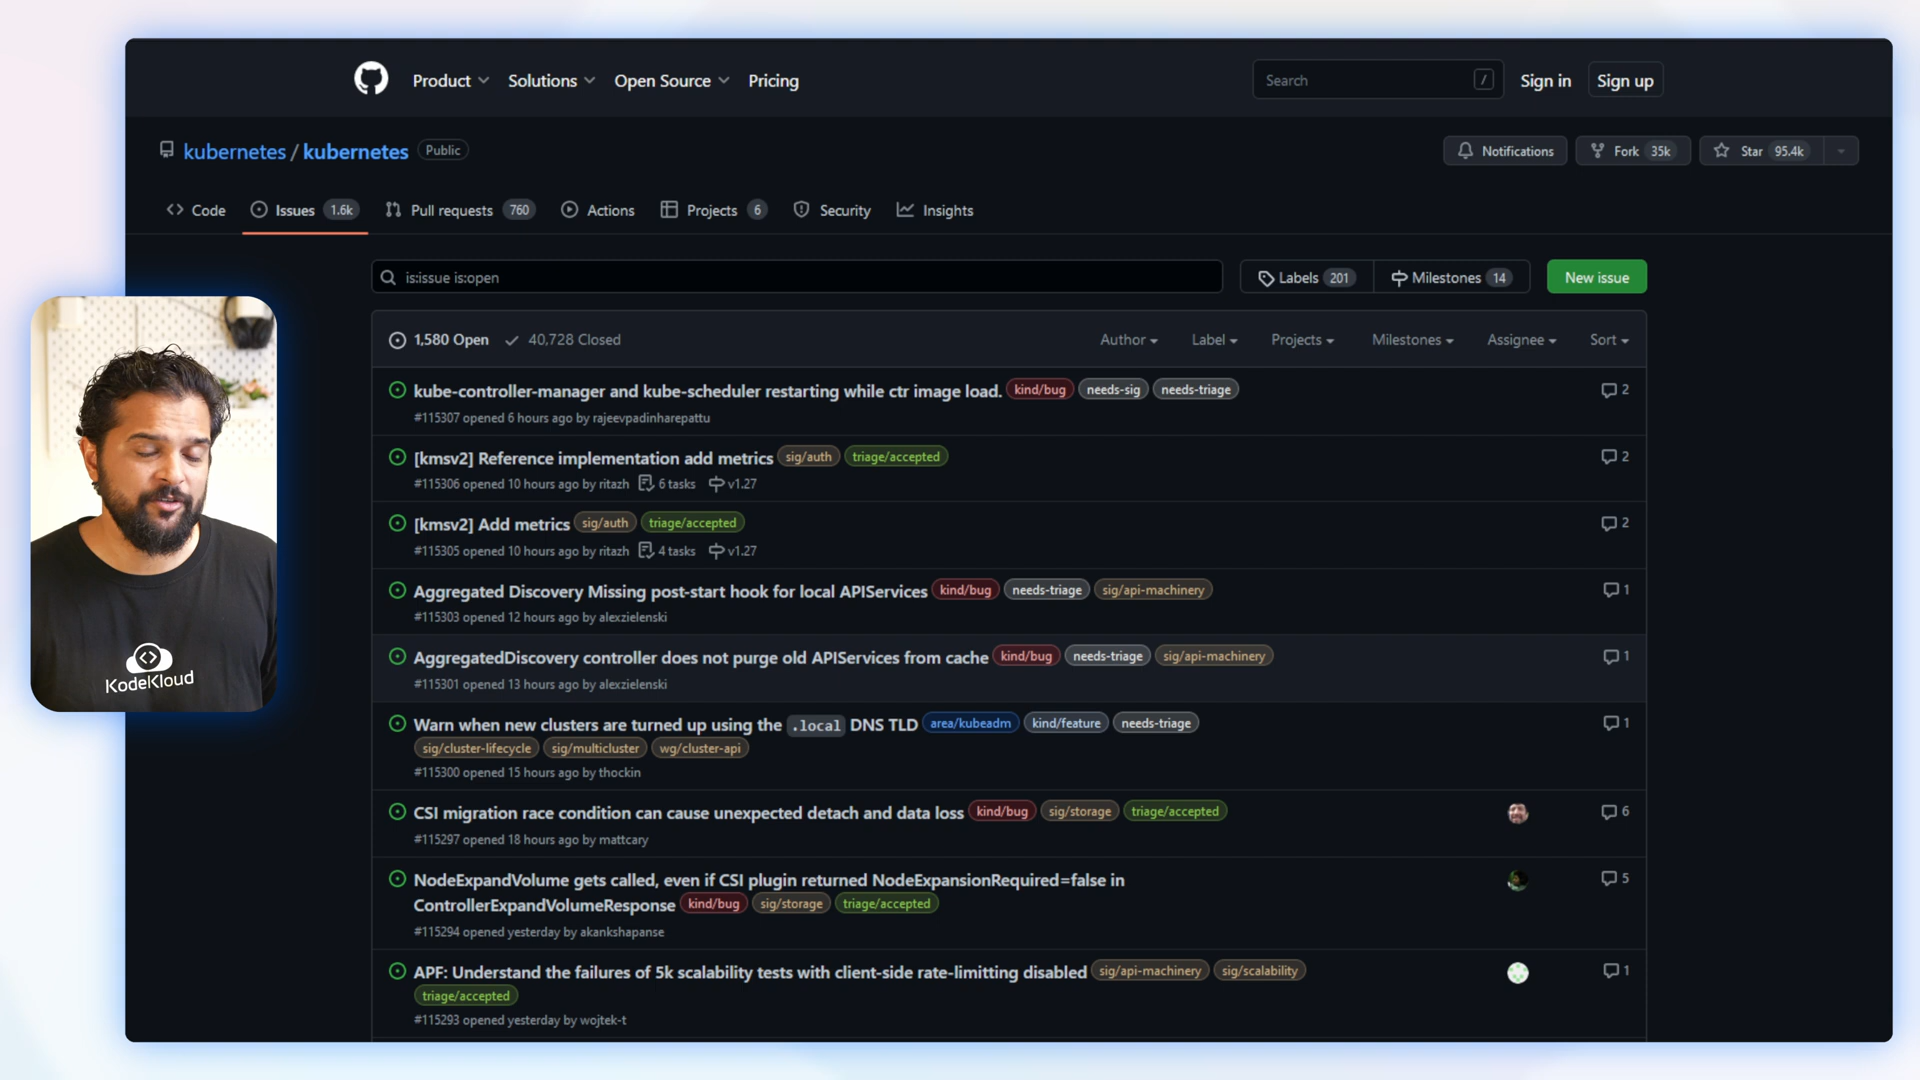 Product Solutions Open Source Pricing
Search /
Sign in Sign up
kubernetes / kubernetes Public
Notifications Fork 35k Star 95.4k
Code Issues 1.6k Pull requests 760 Actions Projects 6 Security Insights
is:issue is:open
Labels 201 Milestones 14 New issue
1,580 Open 40,728 Closed
Author Label Projects Milestones Assignee Sort
kube-controller-manager and kube-scheduler restarting while ctr image load. kind/bug needs-sig needs-triage 2
#115307 opened 6 hours ago by rajeevpadinharepattu
[kmsv2] Reference implementation add metrics sig/auth triage/accepted 2
#115306 opened 10 hours ago by ritazh 6 tasks v1.27
[kmsv2] Add metrics sig/auth triage/accepted 2
#115305 opened 10 hours ago by ritazh 4 tasks v1.27
Aggregated Discovery Missing post-start hook for local APIServices kind/bug needs-triage sig/api-machinery 1
#115303 opened 12 hours ago by alexzielenski
AggregatedDiscovery controller does not purge old APIServices from cache kind/bug needs-triage sig/api-machinery 1
#115301 opened 13 hours ago by alexzielenski
Warn when new clusters are turned up using the .local DNS TLD area/kubeadm kind/feature needs-triage 1
sig/cluster-lifecycle sig/multicluster wg/cluster-api
#115300 opened 15 hours ago by thockin
CSI migration race condition can cause unexpected detach and data loss kind/bug sig/storage triage/accepted 6
#115297 opened 18 hours ago by mattcary
NodeExpandVolume gets called, even if CSI plugin returned NodeExpansionRequired=false in 5
ControllerExpandVolumeResponse kind/bug sig/storage triage/accepted
#115294 opened yesterday by akankshapanse
APF: Understand the failures of 5k scalability tests with client-side rate-limitting disabled sig/api-machinery sig/scalability 1
triage/accepted
#115293 opened yesterday by wojtek-t
KodeKloud